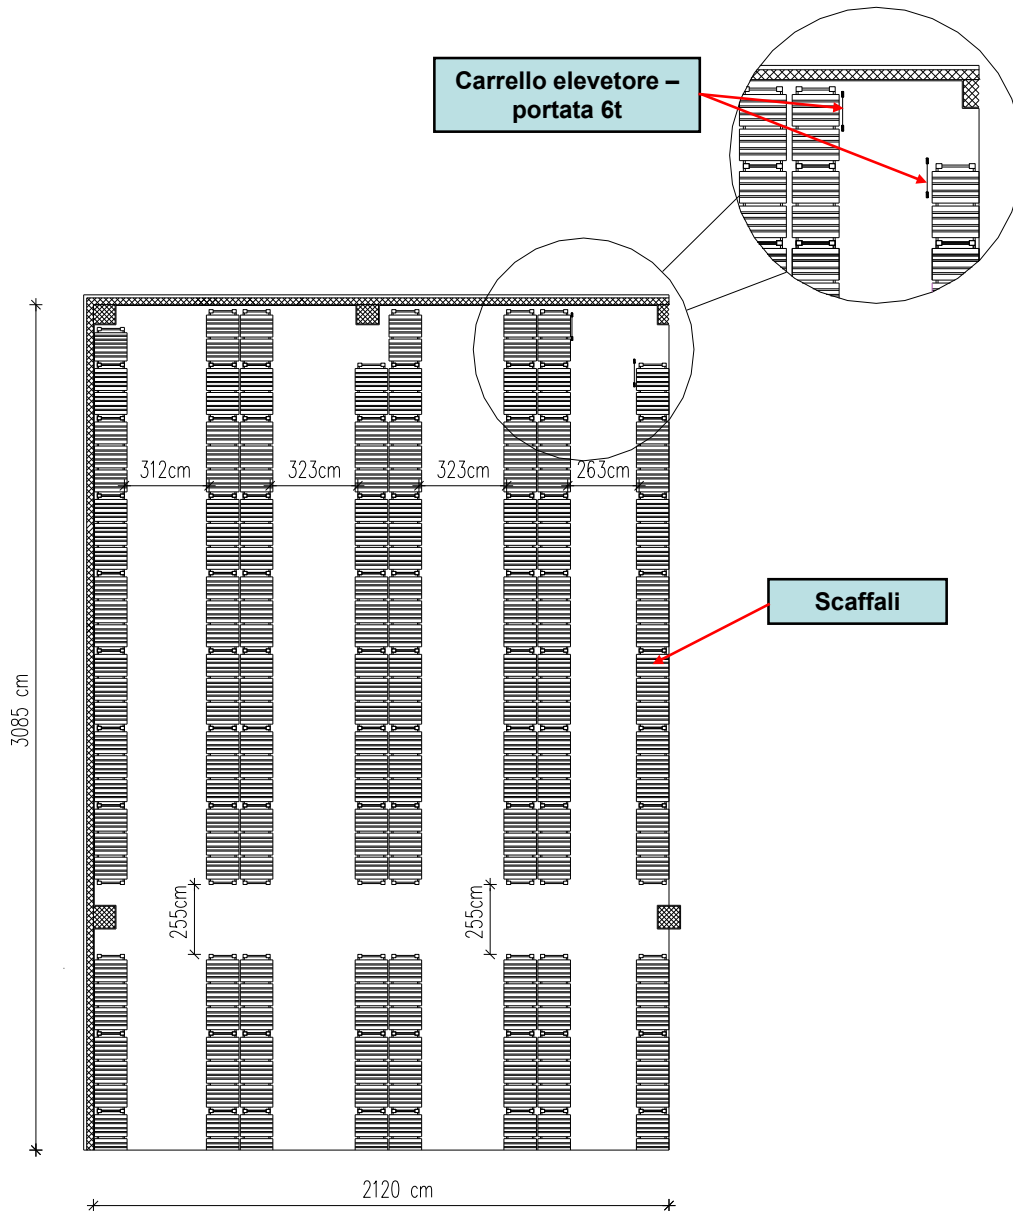 Carrello elevetore –
portata 6t
312cm
323cm
323cm
263cm
Scaffali
3085 cm
255cm
255cm
2120 cm